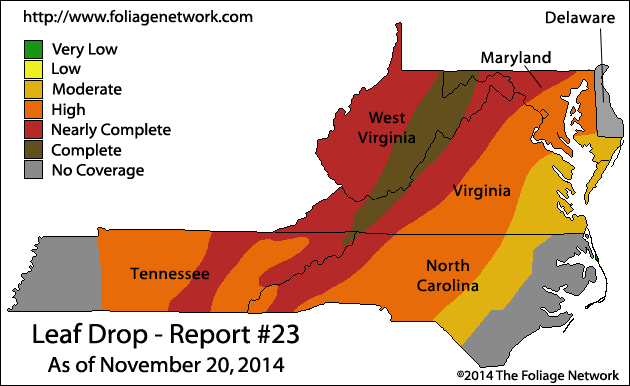 http://www.foliagenetwork.com
Delaware
Very Low
Low
Moderate
High
Nearly Complete
Complete
No Coverage
Maryland
West
Virginia
Virginia
Tennessee
North
Carolina
Leaf Drop - Report #23
As of November 20, 2014
©2014 The Foliage Network